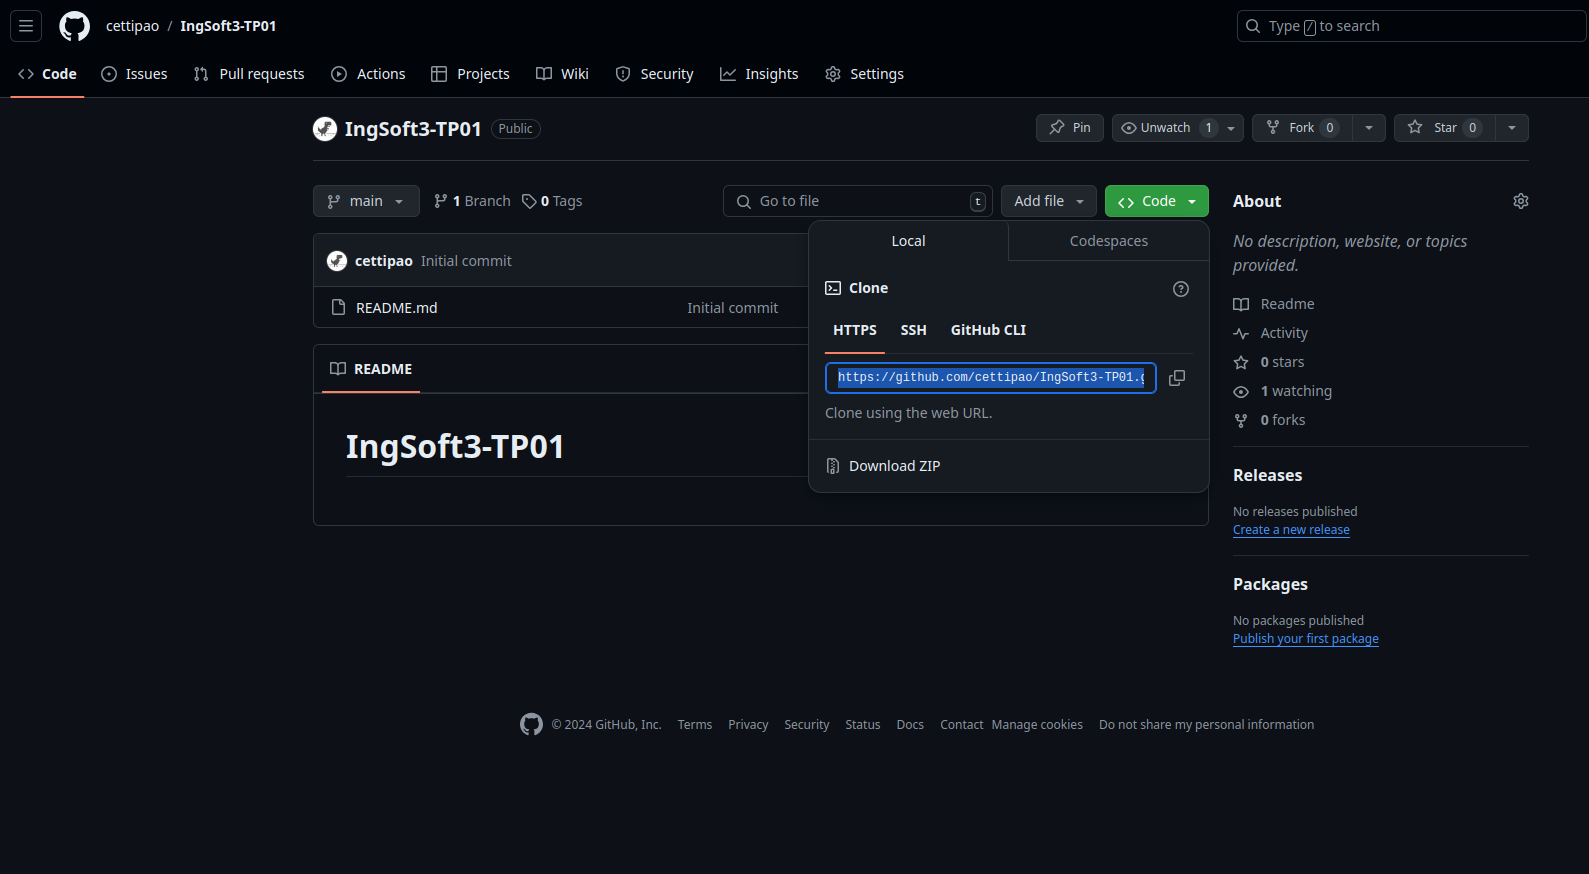 cettipao / IngSoft3-TP01
Type / to search
Code Issues Pull requests Actions Projects Wiki Security Insights Settings
IngSoft3-TP01 Public
Pin Unwatch 1 Fork 0 Star 0
main 1 Branch 0 Tags Go to file t Add file Code
Local Codespaces
cettipao Initial commit
README.md Initial commit
Clone
HTTPS SSH GitHub CLI
https://github.com/cettipao/IngSoft3-TP01.g
Clone using the web URL.
Download ZIP
README
IngSoft3-TP01
About
No description, website, or topics
provided.
Readme
Activity
0 stars
1 watching
0 forks
Releases
No releases published
Create a new release
Packages
No packages published
Publish your first package
© 2024 GitHub, Inc. Terms Privacy Security Status Docs Contact Manage cookies Do not share my personal information